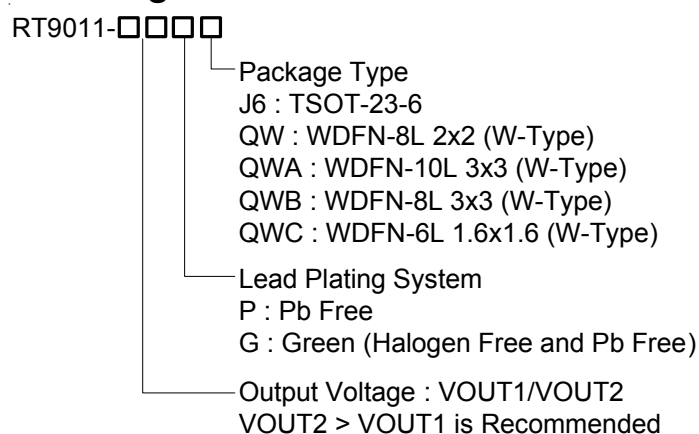 RT9011-□□□□
Package Type
J6 : TSOT-23-6
QW : WDFN-8L 2x2 (W-Type)
QWA : WDFN-10L 3x3 (W-Type)
QWB : WDFN-8L 3x3 (W-Type)
QWC : WDFN-6L 1.6x1.6 (W-Type)
Lead Plating System
P : Pb Free
G : Green (Halogen Free and Pb Free)
Output Voltage : VOUT1/VOUT2
VOUT2 > VOUT1 is Recommended